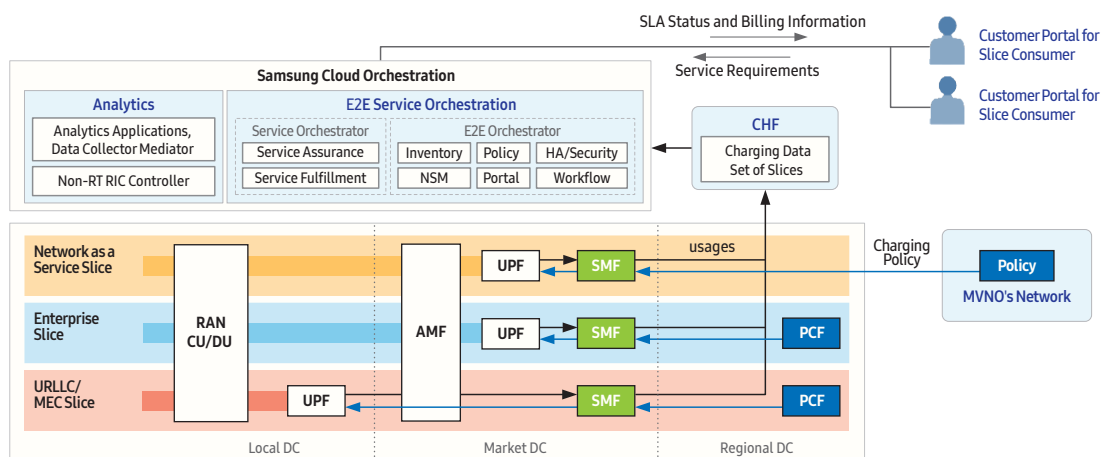 SLA Status and Billing Information
Service Requirements
Customer Portal for
Slice Consumer
Customer Portal for
Slice Consumer
Samsung Cloud Orchestration
Analytics
Analytics Applications,
Data Collector Mediator
Non-RT RIC Controller
E2E Service Orchestration
Service Orchestrator
Service Assurance
Service Fulfillment
E2E Orchestrator
Inventory
Policy
HA/Security
NSM
Portal
Workflow
CHF
Charging Data
Set of Slices
Network as a
Service Slice
UPF
SMF
usages
Charging
Policy
Policy
MVNO's Network
Enterprise
Slice
RAN
CU/DU
AMF
UPF
SMF
PCF
URLLC/
MEC Slice
UPF
SMF
PCF
Local DC
Market DC
Regional DC